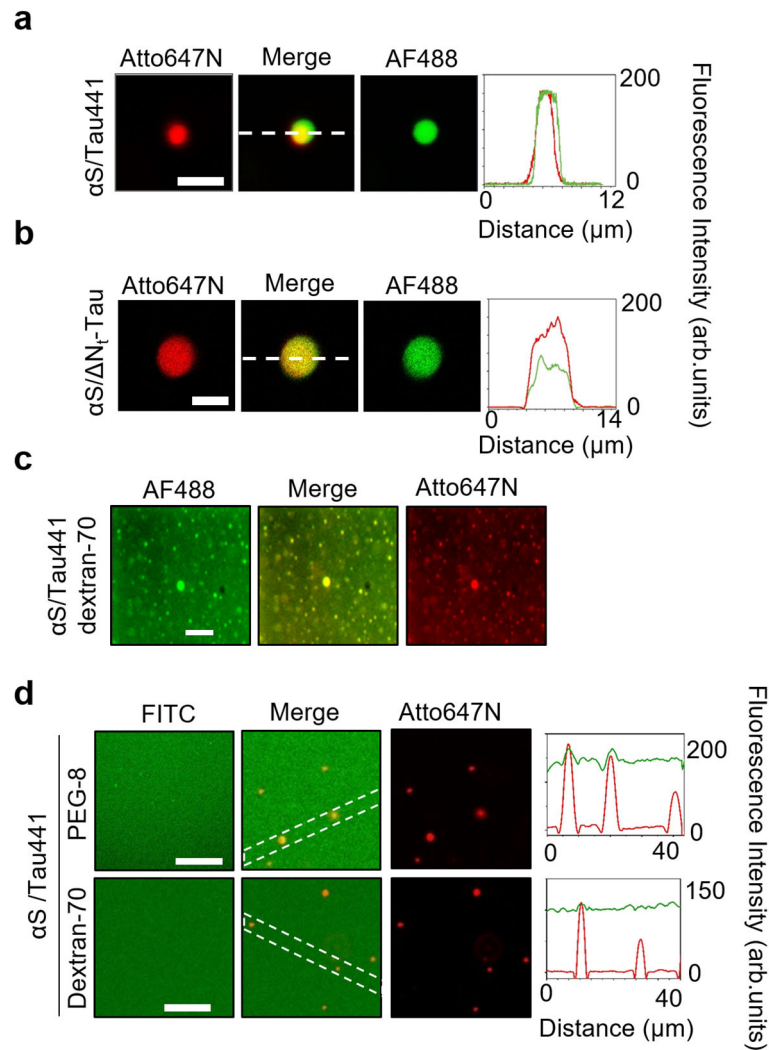 a
Atto647N Merge AF488
αS/Tau441
200
0
0 12
Distance (µm)
Fluorescence Intensity (arb.units)
b
Atto647N Merge AF488
αS/ΔNt-Tau
200
0
0 14
Distance (µm)
c
AF488 Merge Atto647N
αS/Tau441
dextran-70
d
FITC Merge Atto647N
αS /Tau441
PEG-8
200
0
0 40
Dextran-70
150
0
0 40
Distance (µm)
Fluorescence Intensity (arb.units)